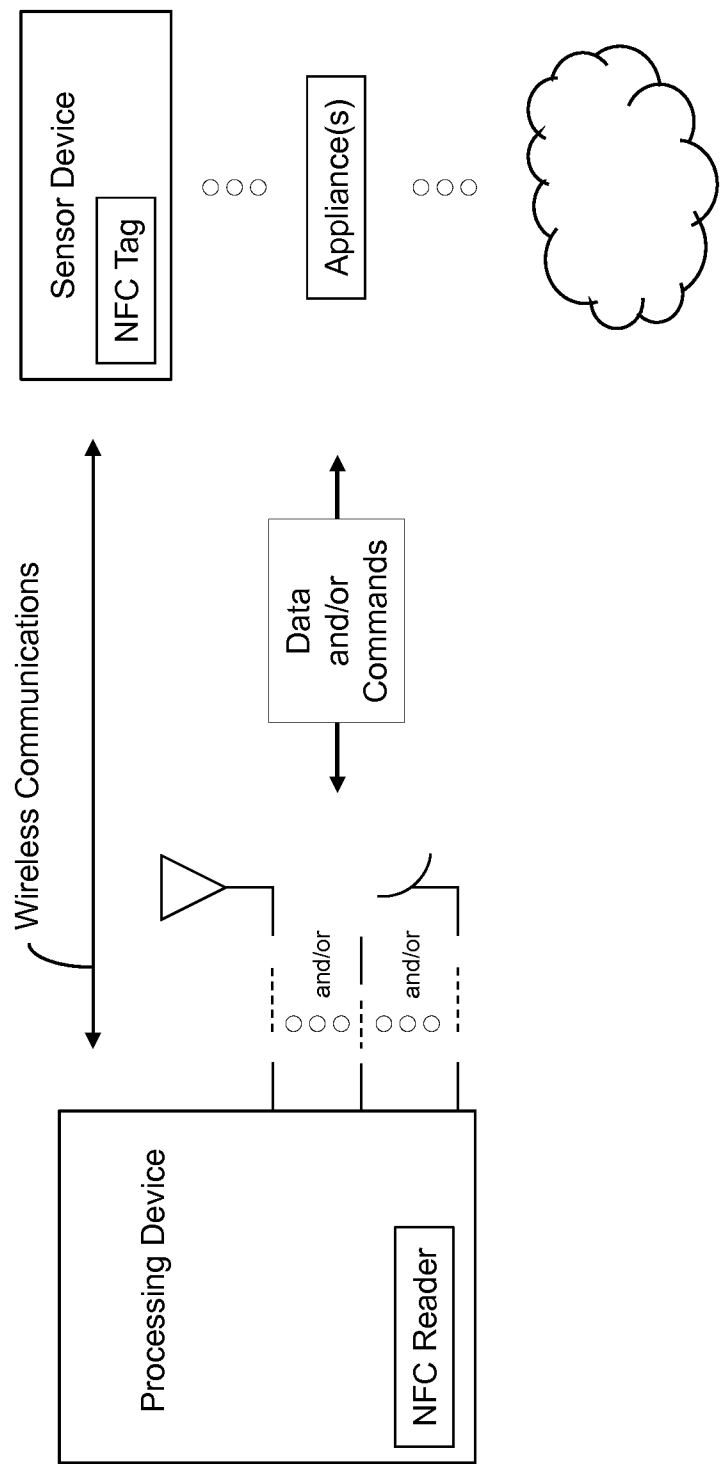 Wireless Communications
Processing Device
NFC Reader
and/or
and/or
Data
and/or
Commands
Sensor Device
NFC Tag
Appliance(s)